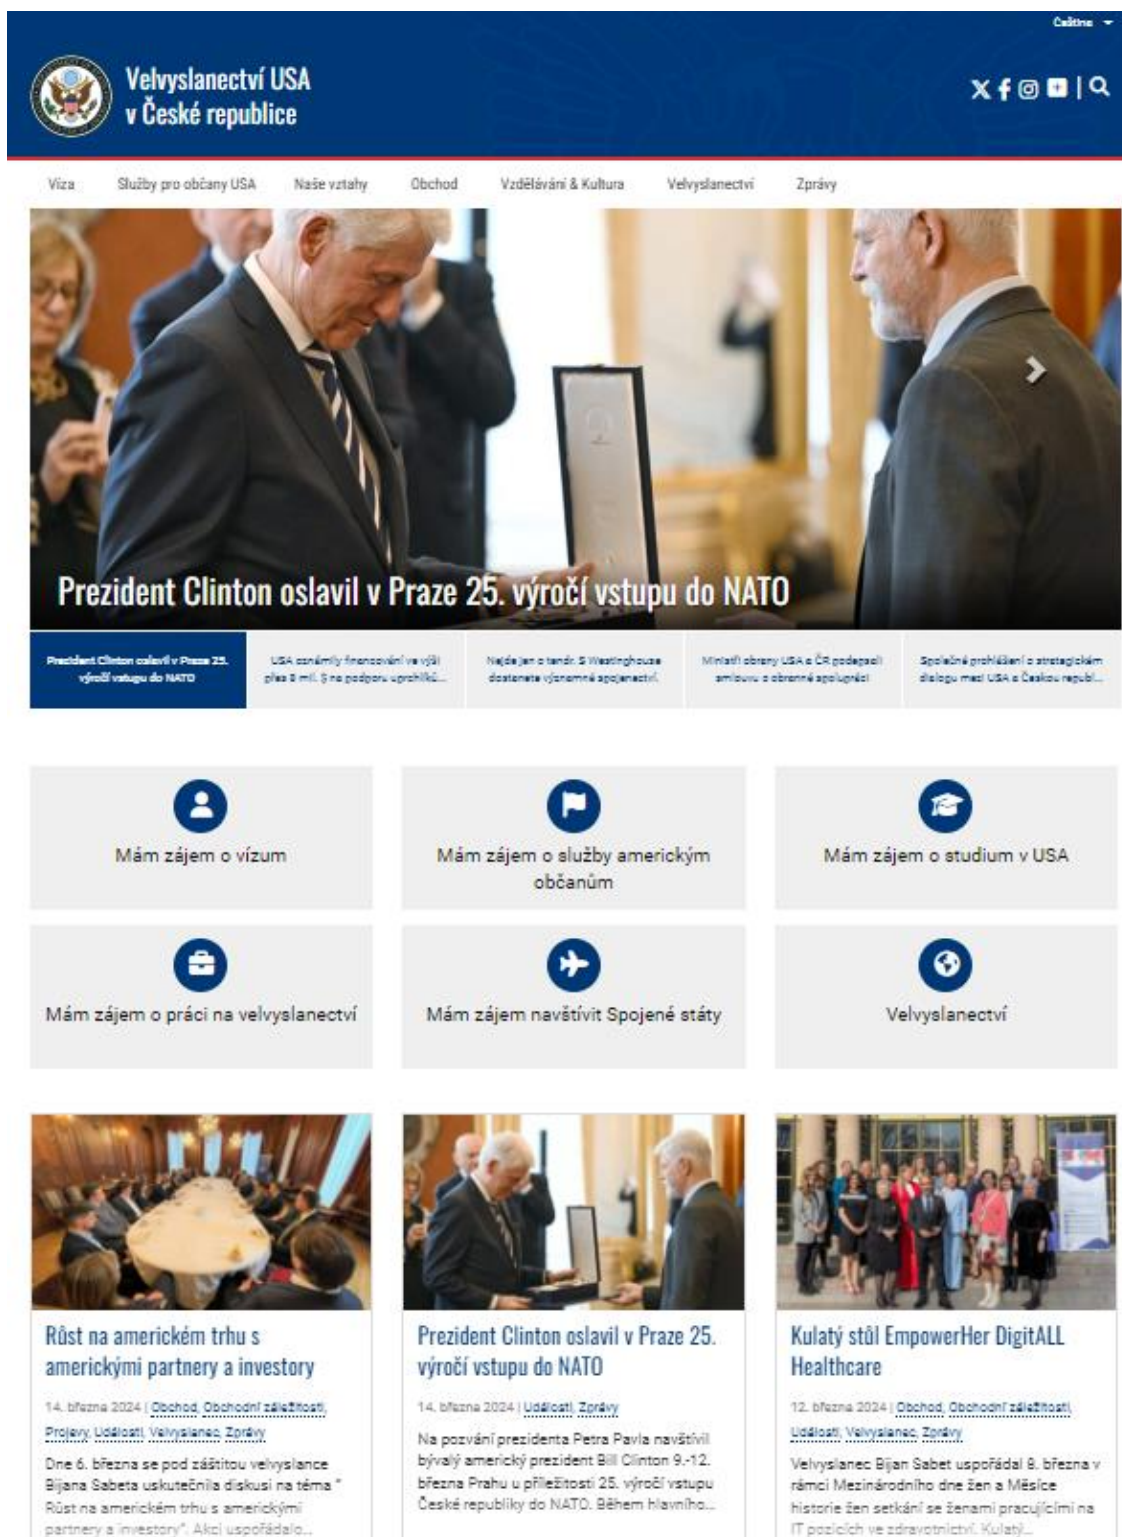 Čeština
Velvyslanectví USA
v České republice
Víza Služby pro občany USA Naše vztahy Obchod Vzdělávání & Kultura Velvyslanectví Zprávy
Prezident Clinton oslavil v Praze 25. výročí vstupu do NATO
Prezident Clinton oslavil v Praze 25.
výročí vstupu do NATO
USA oznámily financování ve výši
přes 8 mil. $ na podporu uprchlíků...
Nejde jen o tendr. S Westinghouse
dostanete významné spojenectví.
Ministři obrany USA a ČR podepsali
smlouvu o obranné spolupráci
Společné prohlášení o strategickém
dialogu mezi USA a Českou republ...
Mám zájem o vízum
Mám zájem o služby americkým
občanům
Mám zájem o studium v USA
Mám zájem o práci na velvyslanectví
Mám zájem navštívit Spojené státy
Velvyslanectví
Růst na americkém trhu s
americkými partnery a investory
14. března 2024 | Obchod, Obchodní záležitosti,
Projevy, Události, Velvyslanec, Zprávy
Dne 6. března se pod záštitou velvyslance
Bijana Sabeta uskutečnila diskusi na téma "
Růst na americkém trhu s americkými
partnery a investory". Akci uspořádalo...
Prezident Clinton oslavil v Praze 25.
výročí vstupu do NATO
14. března 2024 | Události, Zprávy
Na pozvání prezidenta Petra Pavla navštívil
bývalý americký prezident Bill Clinton 9.-12.
března Prahu u příležitosti 25. výročí vstupu
České republiky do NATO. Během hlavního...
Kulatý stůl EmpowerHer DigitALL
Healthcare
12. března 2024 | Obchod, Obchodní záležitosti,
Události, Velvyslanec, Zprávy
Velvyslanec Bijan Sabet uspořádal 8. března v
rámci Mezinárodního dne žen a Měsíce
historie žen setkání se ženami pracujícími na
IT pozicích ve zdravotnictví. Kulatý...